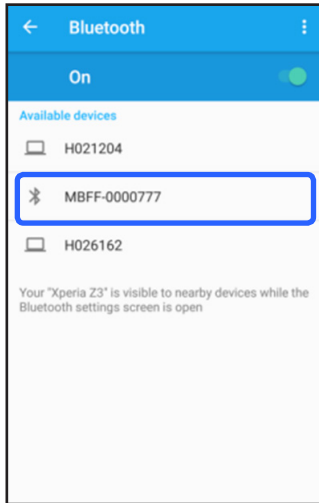 Bluetooth
On
Available devices
H021204
MBFF-0000777
H026162
Your "Xperia Z3" is visible to nearby devices while the
Bluetooth settings screen is open